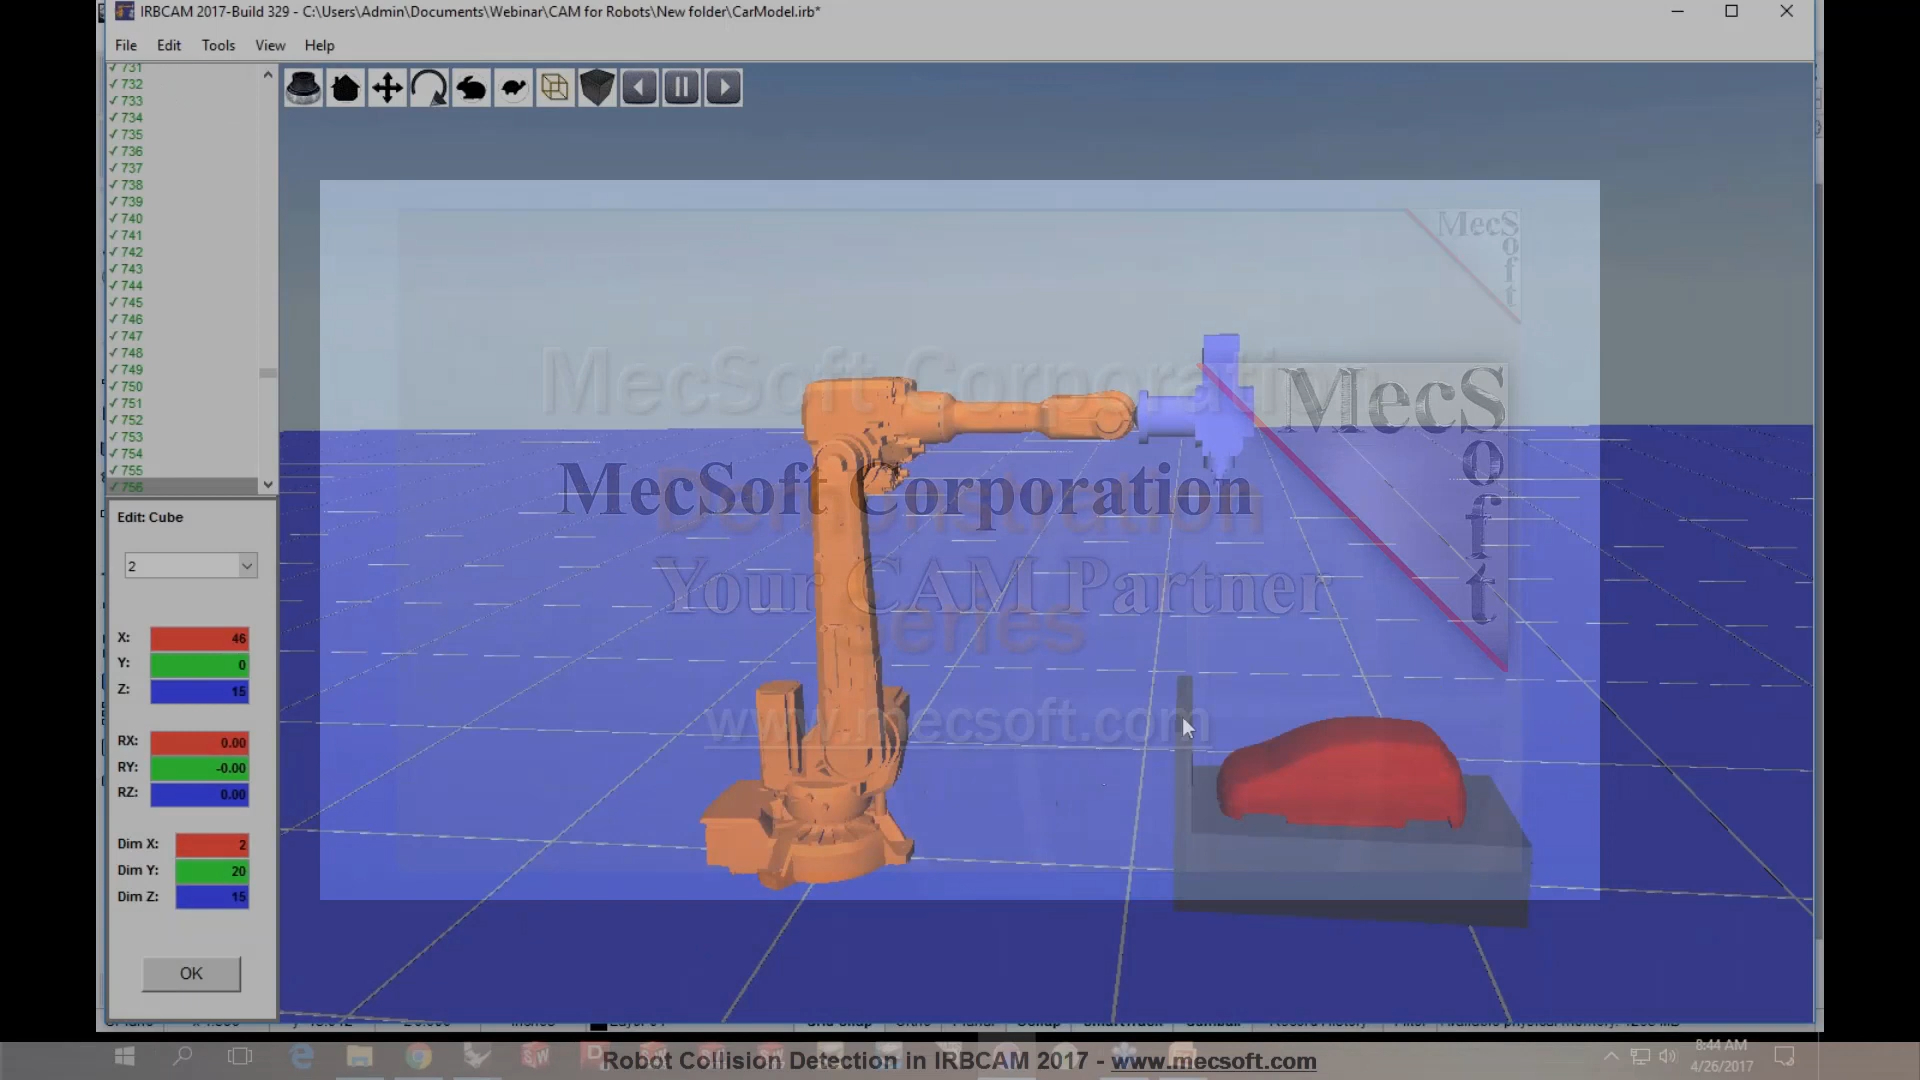 IRBCAM 2017-Build 329 - C:\Users\Admin\Documents\Webinar\CAM for Robots\New folder\CarModel.irb*
File Edit Tools View Help
✓ 731
✓ 732
✓ 733
✓ 734
✓ 735
✓ 736
✓ 737
✓ 738
✓ 739
✓ 740
✓ 741
✓ 742
✓ 743
✓ 744
✓ 745
✓ 746
✓ 747
✓ 748
✓ 749
✓ 750
✓ 751
✓ 752
✓ 753
✓ 754
✓ 755
✓ 756
Edit: Cube
2
X: 46
Y: 0
Z: 15
RX: 0.00
RY: -0.00
RZ: 0.00
Dim X: 2
Dim Y: 20
Dim Z: 15
OK
MecSoft
MecSoft Corporation
MecSoft
MecSoft Corporation
Demonstration
Your CAM Partner
Series
www.mecsoft.com
Robot Collision Detection in IRBCAM 2017 - www.mecsoft.com
8:44 AM
4/26/2017